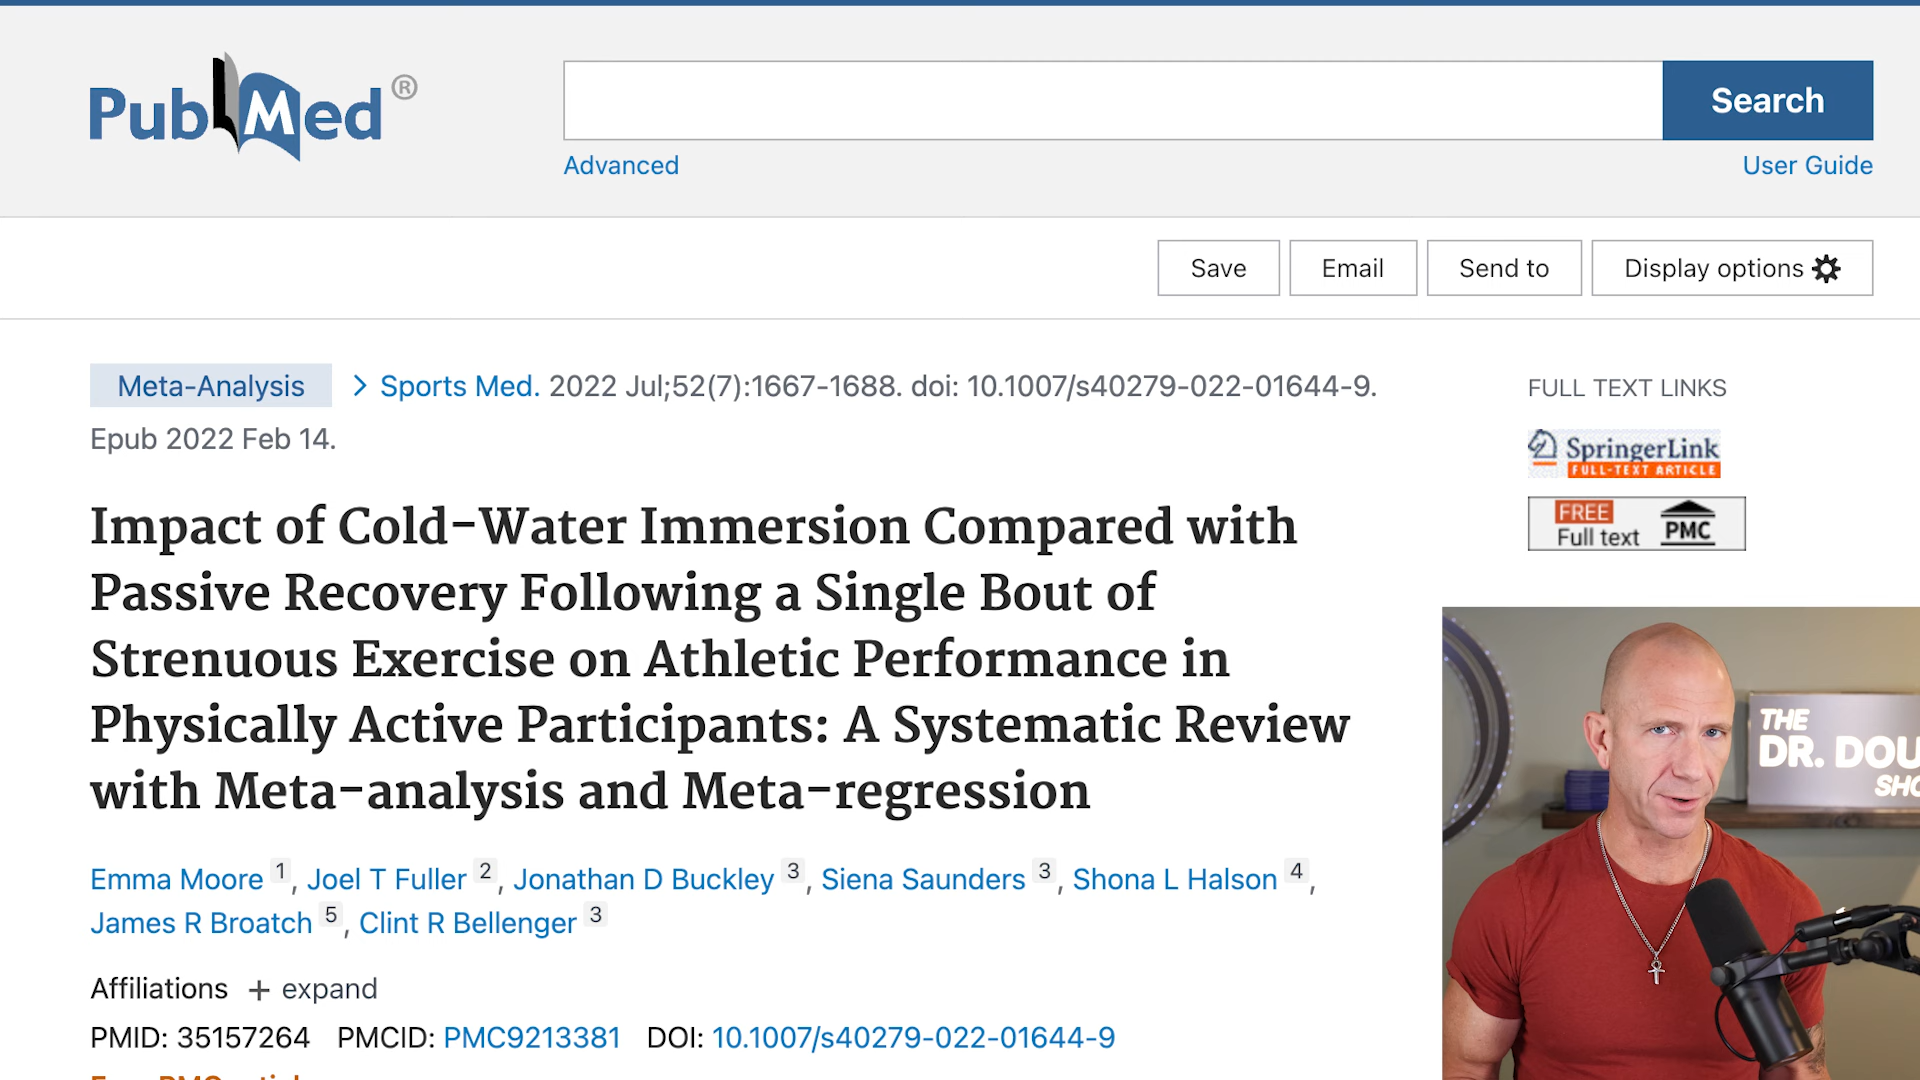 PubMed®
Search
Advanced
User Guide
Save
Email
Send to
Display options
Meta-Analysis
> Sports Med. 2022 Jul;52(7):1667-1688. doi: 10.1007/s40279-022-01644-9.
Epub 2022 Feb 14.
Impact of Cold-Water Immersion Compared with
Passive Recovery Following a Single Bout of
Strenuous Exercise on Athletic Performance in
Physically Active Participants: A Systematic Review
with Meta-analysis and Meta-regression
Emma Moore 1, Joel T Fuller 2, Jonathan D Buckley 3, Siena Saunders 3, Shona L Halson 4,
James R Broatch 5, Clint R Bellenger 3
Affiliations + expand
PMID: 35157264 PMCID: PMC9213381 DOI: 10.1007/s40279-022-01644-9
FULL TEXT LINKS
SpringerLink
FULL-TEXT ARTICLE
FREE
Full text PMC
THE
DR. DOU